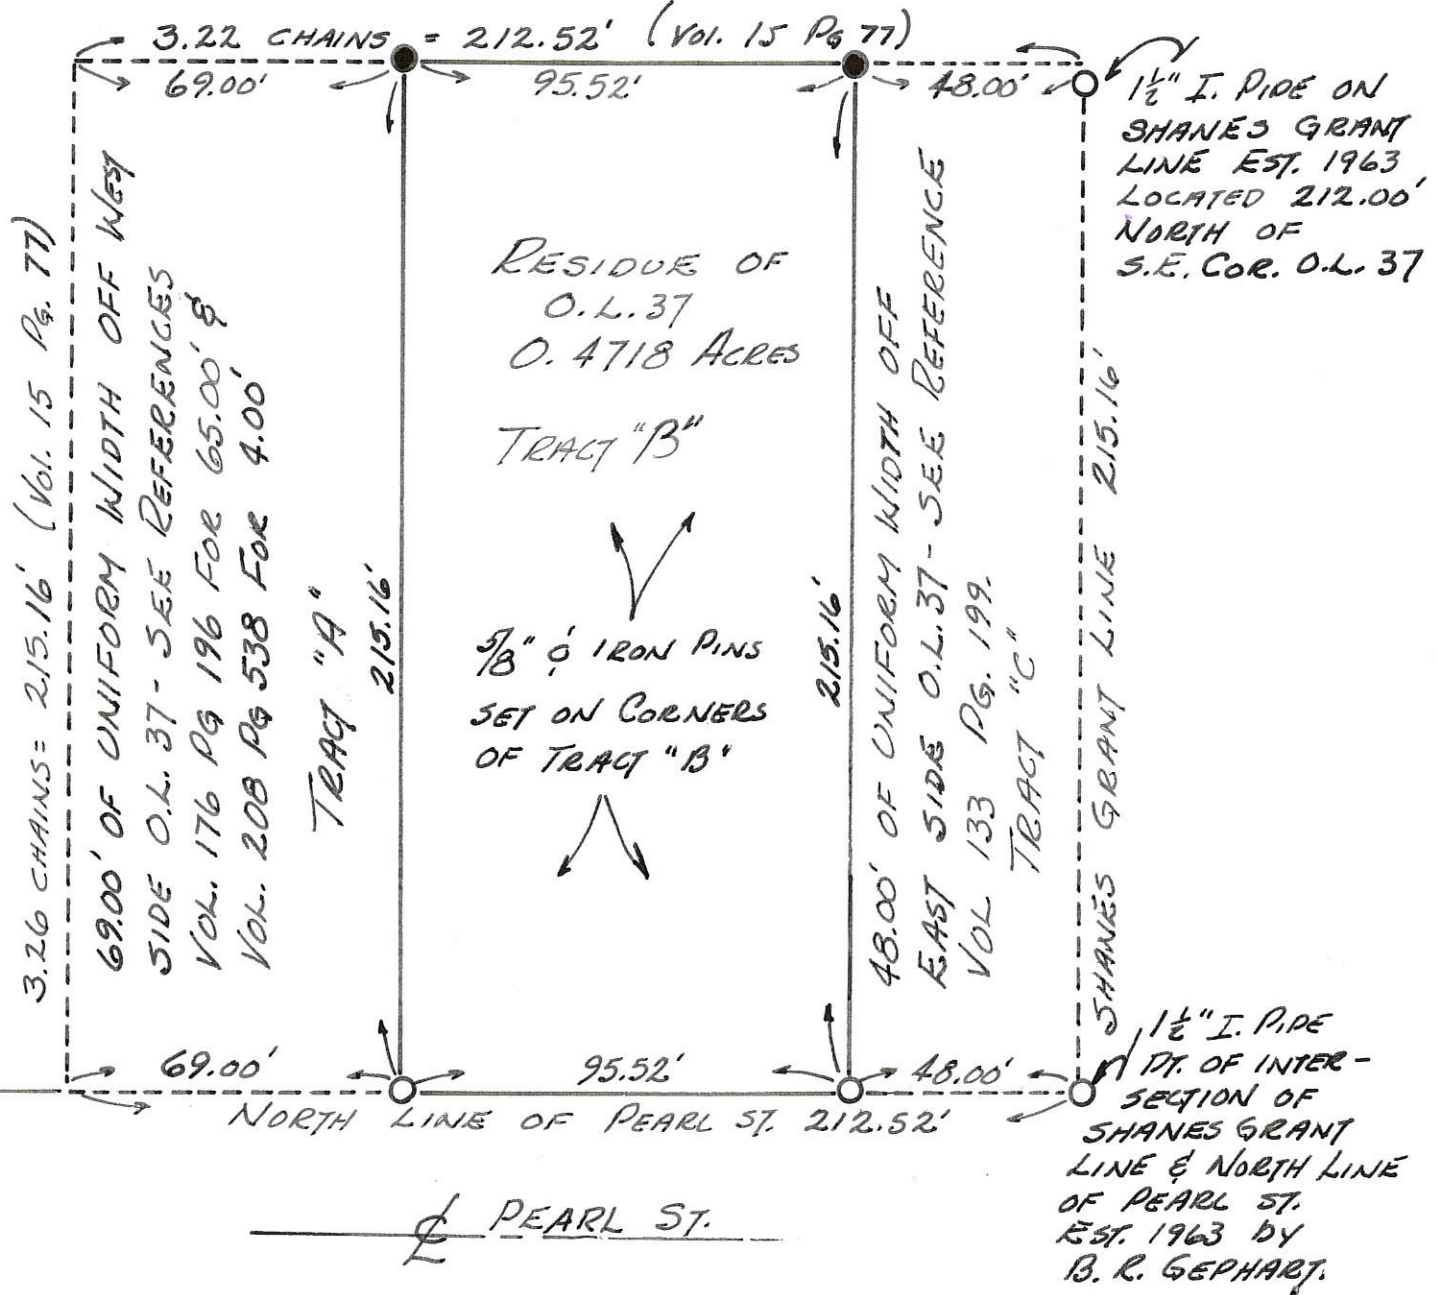 3.22 CHAINS = 212.52' (Vol. 15 PG 77)
69.00'
95.52'
48.00'
1½" I. PIPE ON
SHANES GRANT
LINE EST. 1963
LOCATED 212.00'
NORTH OF
S.E. COR. O.L. 37
3.26 CHAINS = 215.16' (Vol. 15 PG. 77)
69.00' OF UNIFORM WIDTH OFF WEST
SIDE O.L. 37 - SEE REFERENCES
VOL. 176 PG 196 FOR 65.00' &
VOL. 208 PG 538 FOR 4.00'
TRACT "A"
215.16'
RESIDUE OF
O.L. 37
0.4718 ACRES
TRACT "B"
5/8" ϕ IRON PINS
SET ON CORNERS
OF TRACT "B"
215.16'
48.00' OF UNIFORM WIDTH OFF
EAST SIDE O.L. 37 - SEE REFERENCE
VOL 133 PG. 199.
TRACT "C"
SHANES GRANT LINE 215.16'
69.00'
95.52'
48.00'
NORTH LINE OF PEARL ST. 212.52'
1½" I. PIPE
PT. OF INTER-
SECTION OF
SHANES GRANT
LINE & NORTH LINE
OF PEARL ST.
EST. 1963 BY
B. R. GEPHART.
℄ PEARL ST.